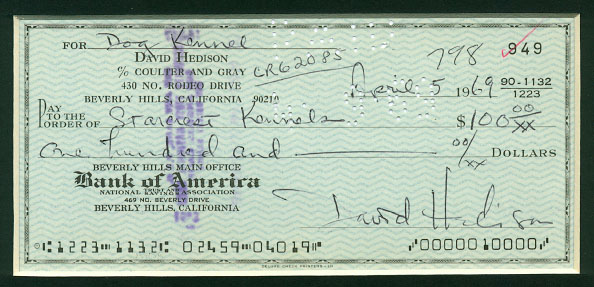 FOR Dog Kennel
DAVID HEDISON
% COULTER AND GRAY
CR62085
430 NO. RODEO DRIVE
BEVERLY HILLS, CALIFORNIA 90210
798 949
April 5 1969 90-1132
1223
PAY TO THE ORDER OF Starcrest Kennels $100 00/xx
One hundred and 00/xx DOLLARS
BEVERLY HILLS MAIN OFFICE
Bank of America
NATIONAL TRUST AND SAVINGS ASSOCIATION
469 NO. BEVERLY DRIVE
BEVERLY HILLS, CALIFORNIA
David Hedison
1223 1132 02459 04019 0000010000
DELUXE CHECK PRINTERS